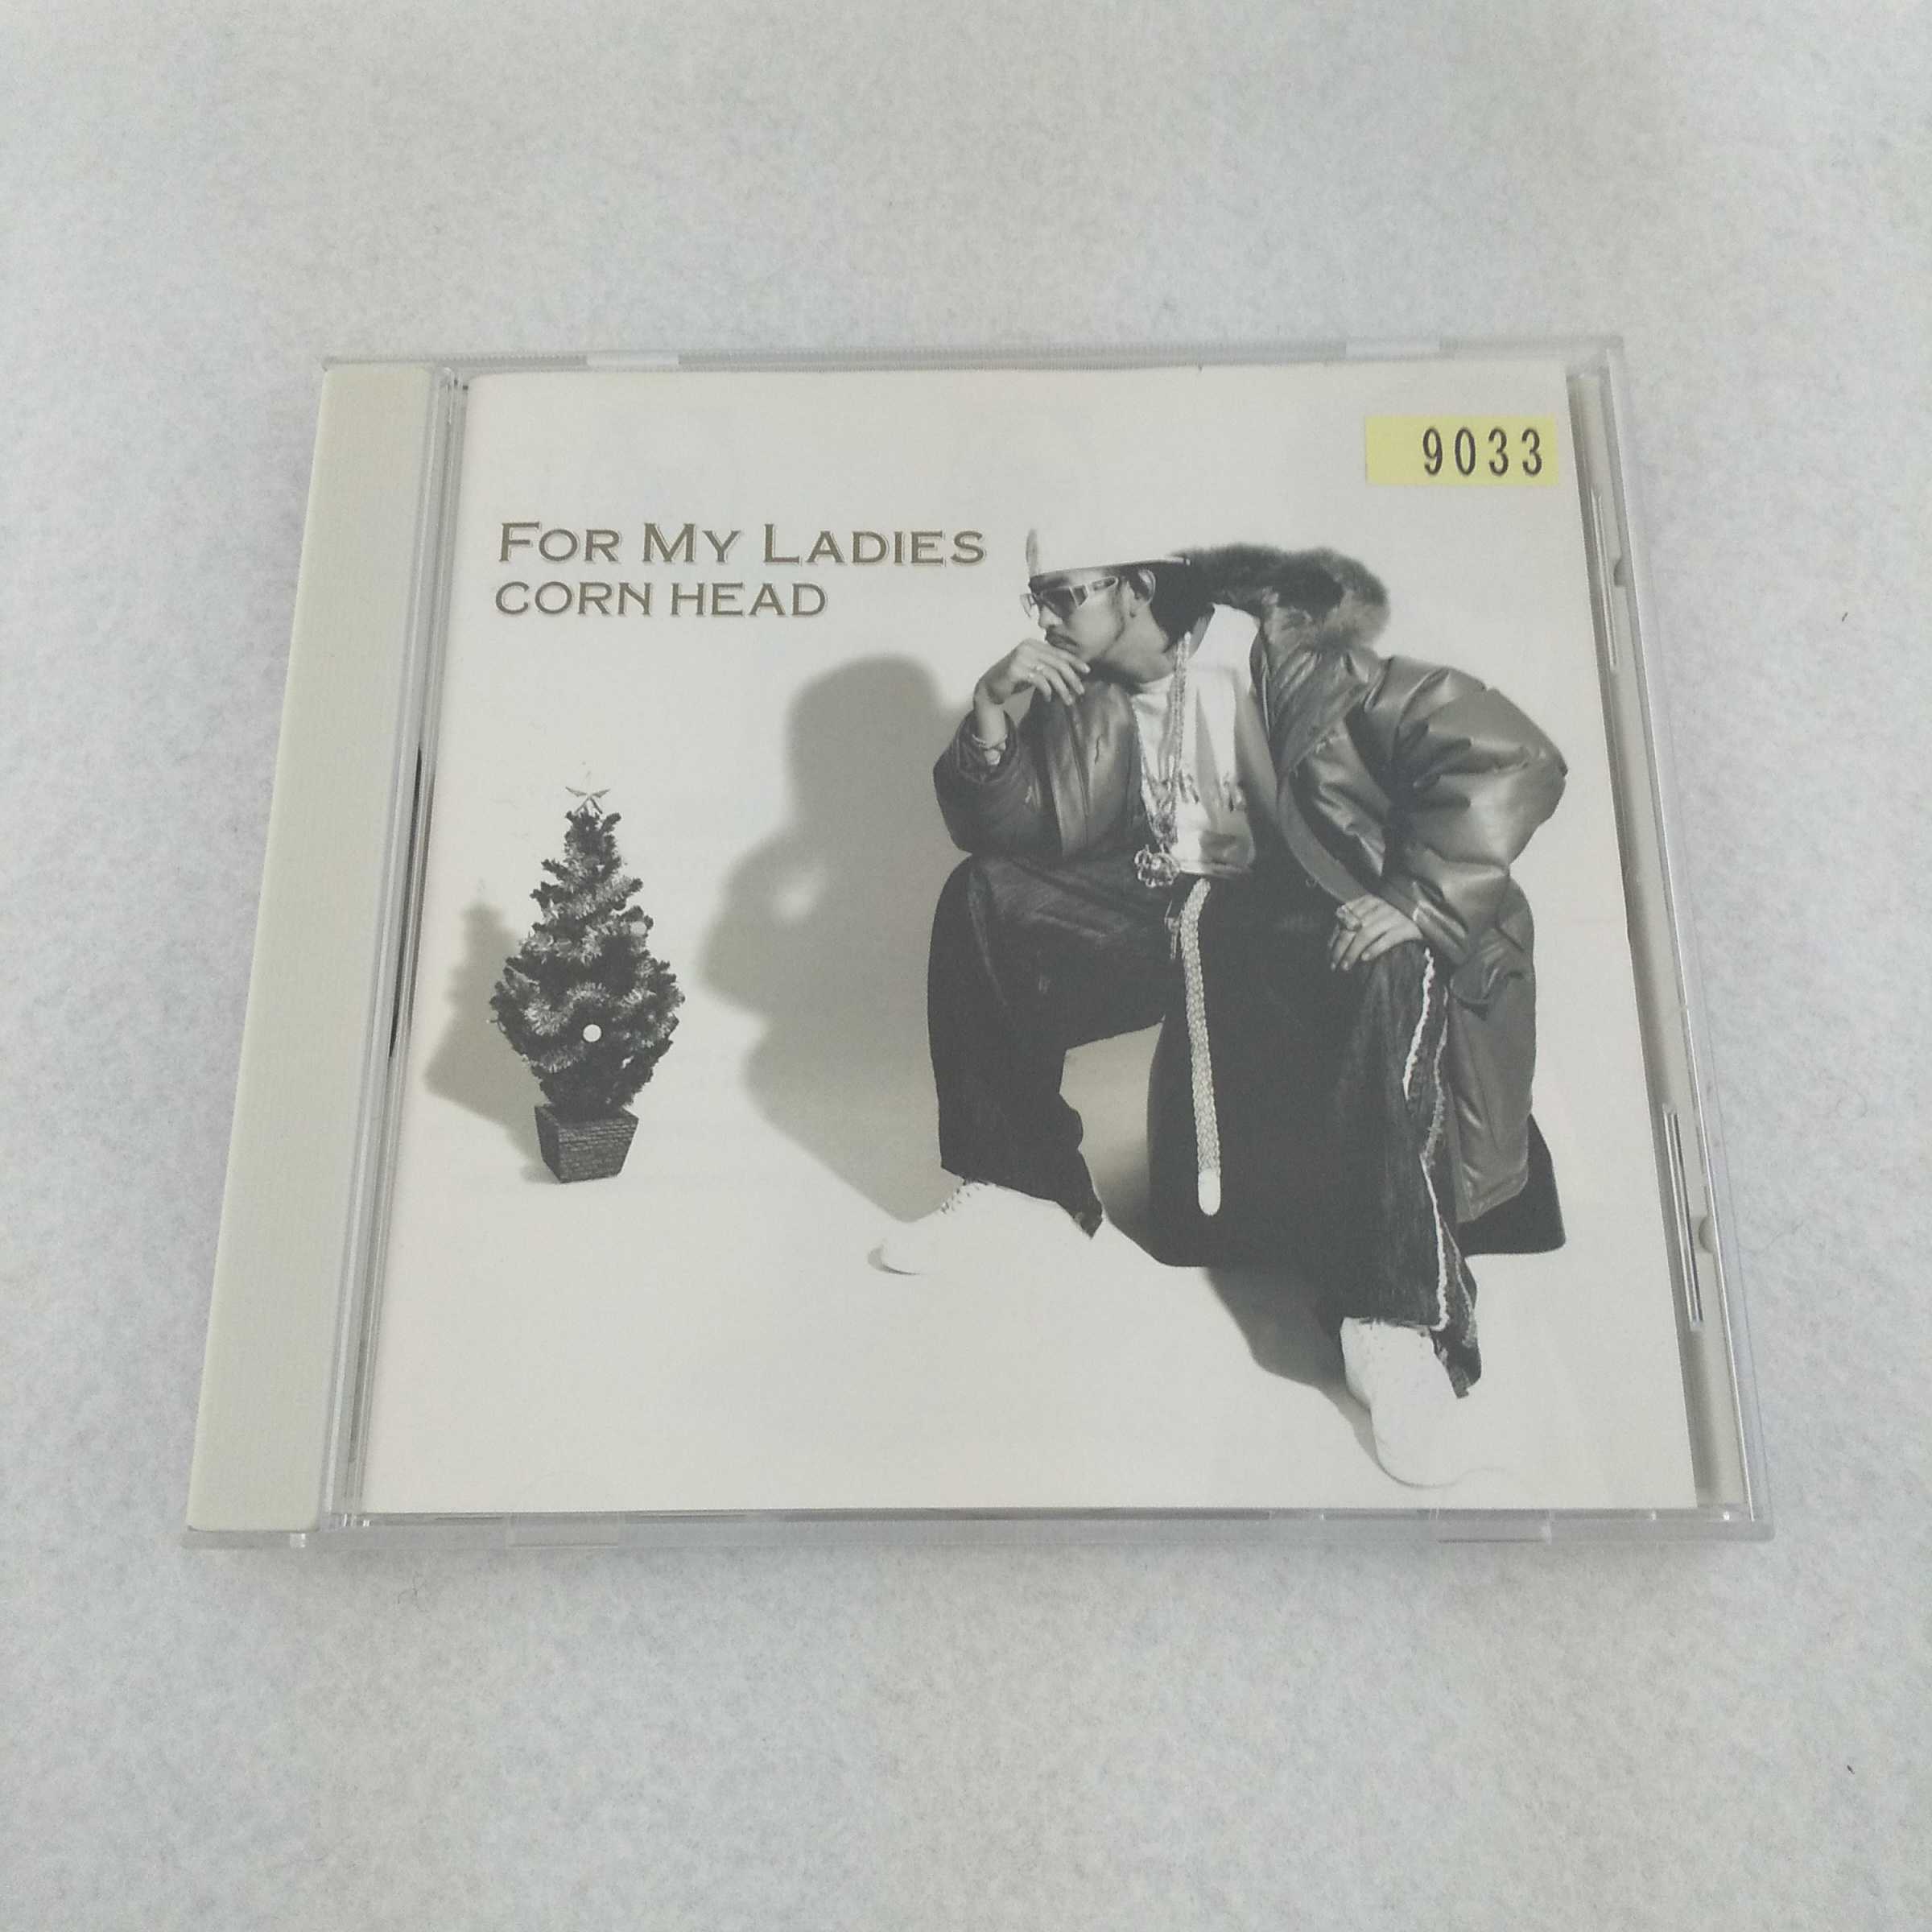 9033
FOR MY LADIES
CORN HEAD